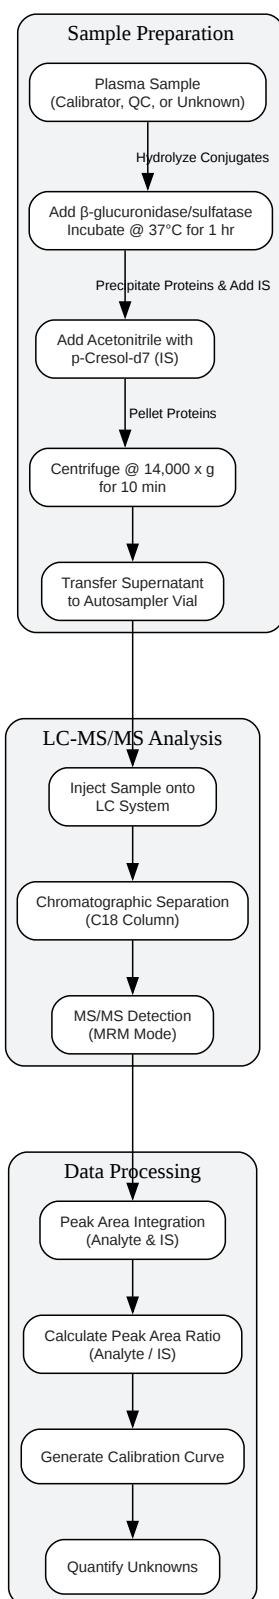 Sample Preparation
Plasma Sample
(Calibrator, QC, or Unknown)
Hydrolyze Conjugates
Add β-glucuronidase/sulfatase
Incubate @ 37°C for 1 hr
Precipitate Proteins & Add IS
Add Acetonitrile with
p-Cresol-d7 (IS)
Pellet Proteins
Centrifuge @ 14,000 x g
for 10 min
Transfer Supernatant
to Autosampler Vial
LC-MS/MS Analysis
Inject Sample onto
LC System
Chromatographic Separation
(C18 Column)
MS/MS Detection
(MRM Mode)
Data Processing
Peak Area Integration
(Analyte & IS)
Calculate Peak Area Ratio
(Analyte / IS)
Generate Calibration Curve
Quantify Unknowns